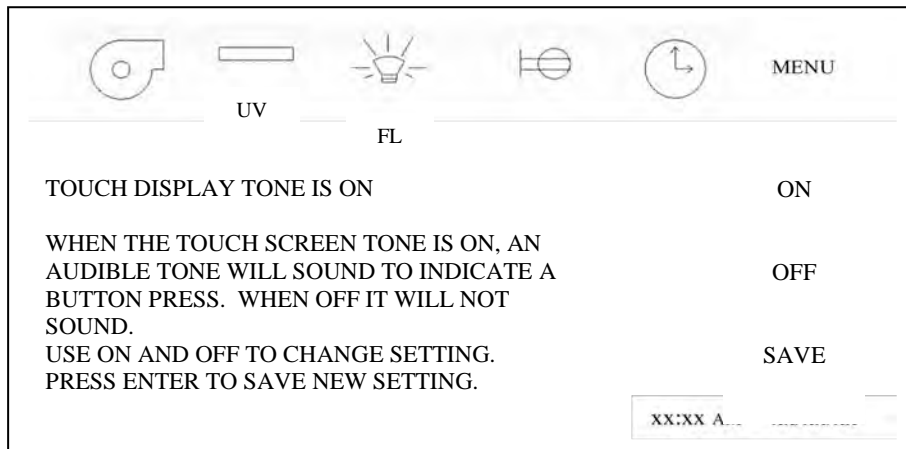 MENU
UV
FL
TOUCH DISPLAY TONE IS ON
ON
WHEN THE TOUCH SCREEN TONE IS ON, AN
AUDIBLE TONE WILL SOUND TO INDICATE A
OFF
BUTTON PRESS. WHEN OFF IT WILL NOT
SOUND.
USE ON AND OFF TO CHANGE SETTING.
SAVE
PRESS ENTER TO SAVE NEW SETTING.
XX:XX